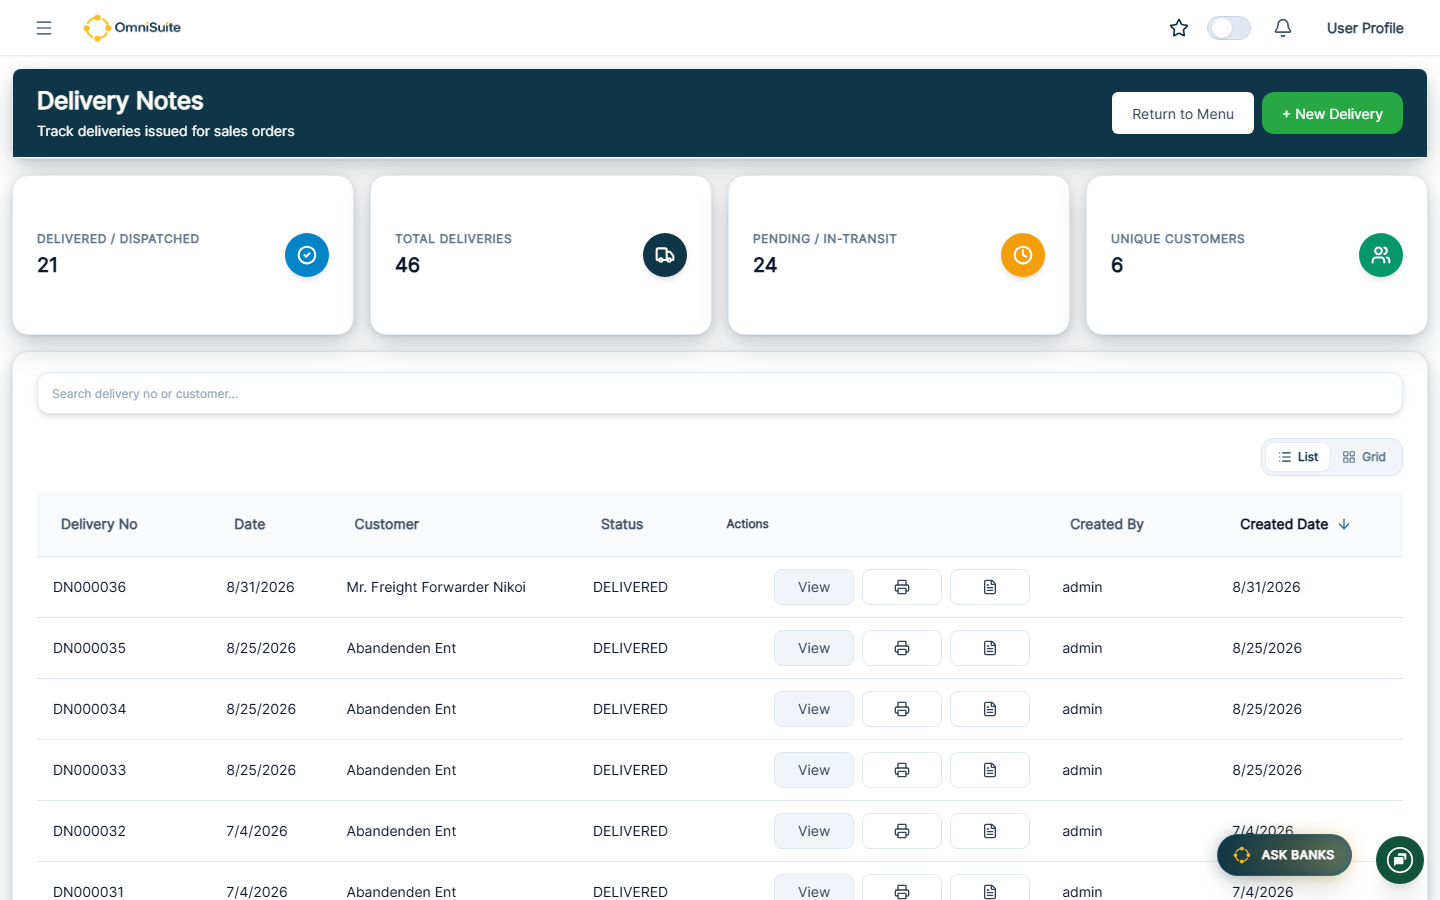 OmniSuite
User Profile
Delivery Notes
Track deliveries issued for sales orders
Return to Menu
+ New Delivery
DELIVERED / DISPATCHED
21
TOTAL DELIVERIES
46
PENDING / IN-TRANSIT
24
UNIQUE CUSTOMERS
6
Search delivery no or customer...
List
Grid
Delivery No Date Customer Status Actions Created By Created Date
DN000036 8/31/2026 Mr. Freight Forwarder Nikoi DELIVERED View admin 8/31/2026
DN000035 8/25/2026 Abandenden Ent DELIVERED View admin 8/25/2026
DN000034 8/25/2026 Abandenden Ent DELIVERED View admin 8/25/2026
DN000033 8/25/2026 Abandenden Ent DELIVERED View admin 8/25/2026
DN000032 7/4/2026 Abandenden Ent DELIVERED View admin 7/4/2026
ASK BANKS
DN000031 7/4/2026 Abandenden Ent DELIVERED View admin 7/4/2026